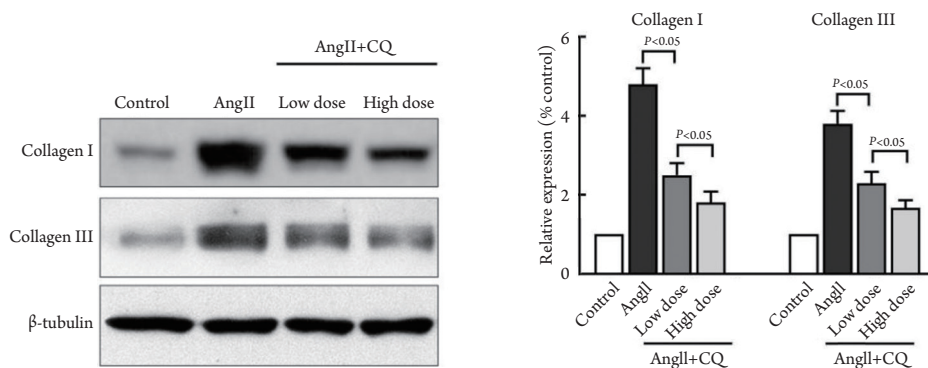 AngII+CQ
Control AngII Low dose High dose
Collagen I
Collagen III
β-tubulin
Collagen I Collagen III
Relative expression (% control)
6
4
2
0
P<0.05
P<0.05
P<0.05
P<0.05
Control AngII Low dose High dose
Control AngII Low dose High dose
AngII+CQ AngII+CQ